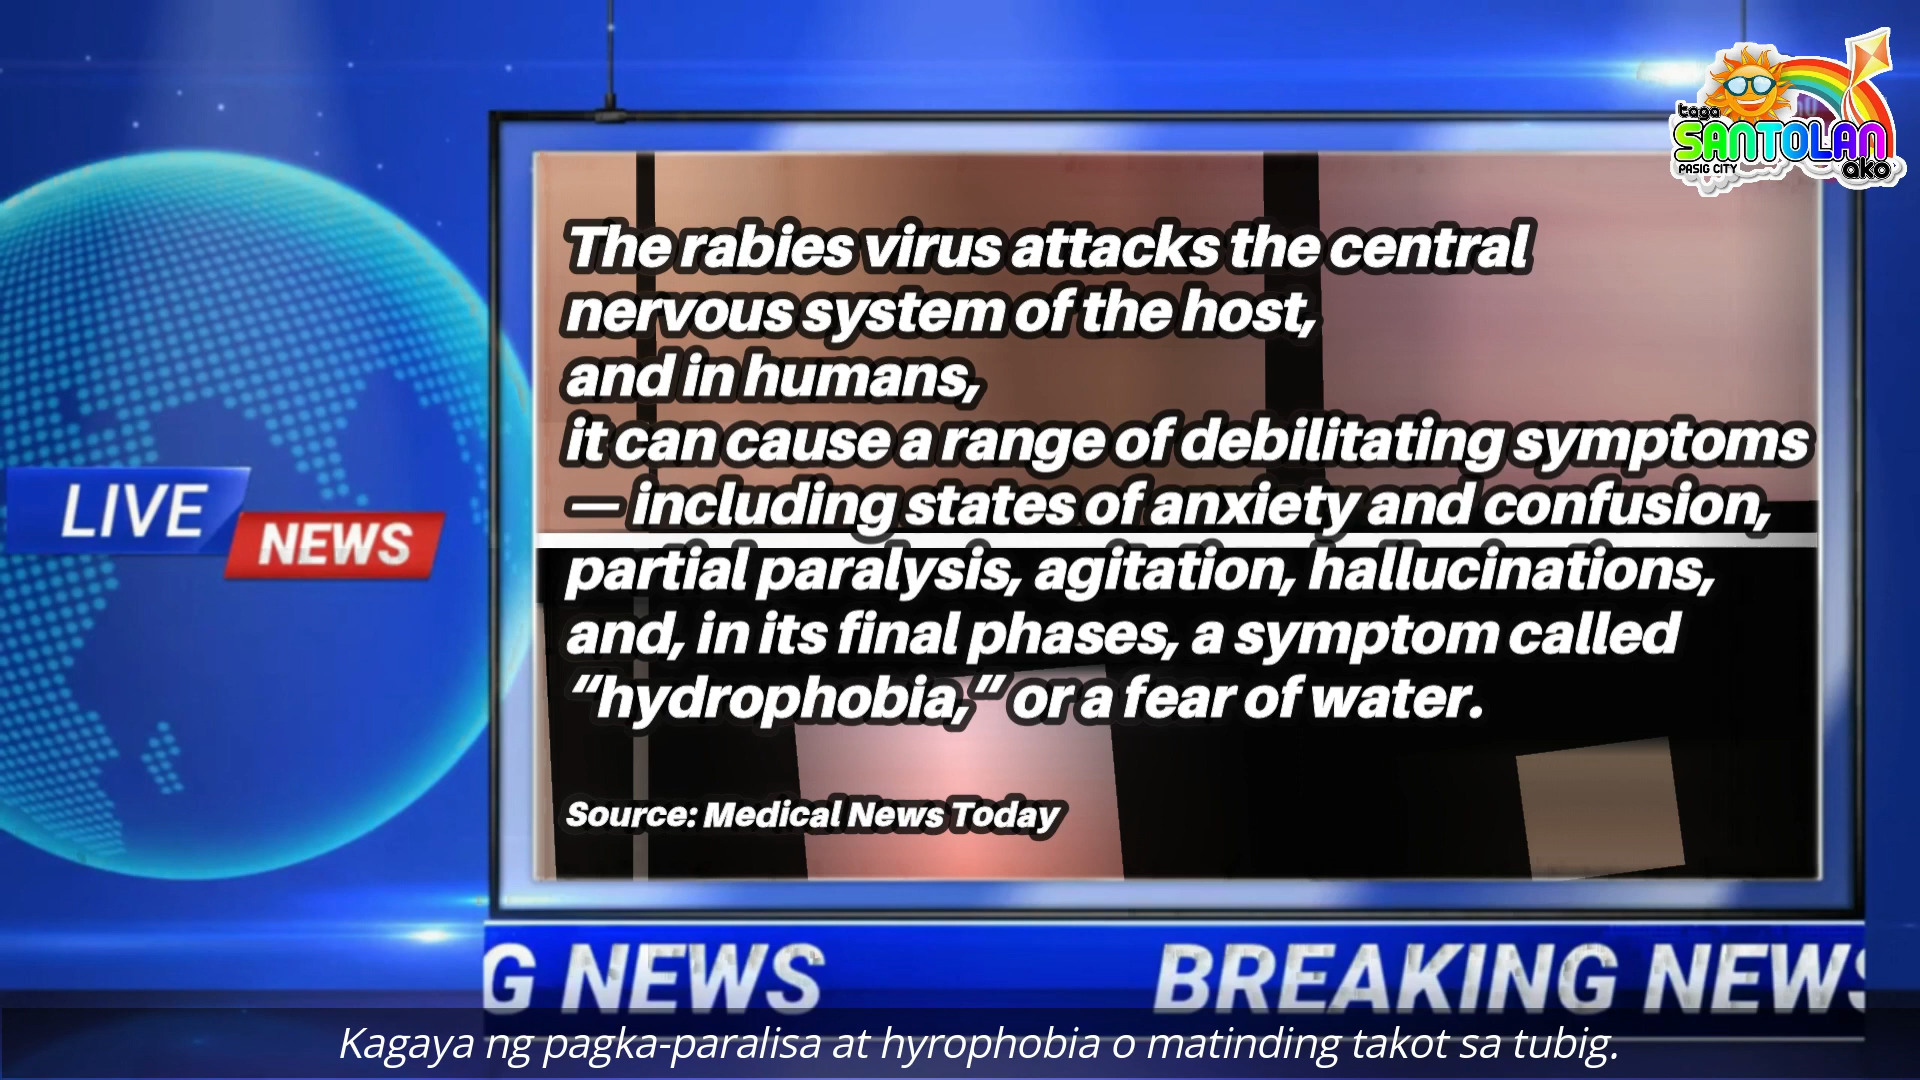 taga
SANTOLAN
PASIG CITY
ako
The rabies virus attacks the central
nervous system of the host,
and in humans,
it can cause a range of debilitating symptoms
— including states of anxiety and confusion,
partial paralysis, agitation, hallucinations,
and, in its final phases, a symptom called
“hydrophobia,” or a fear of water.
Source: Medical News Today
LIVE
NEWS
G NEWS BREAKING NEWS
Kagaya ng pagka-paralisa at hyrophobia o matinding takot sa tubig.